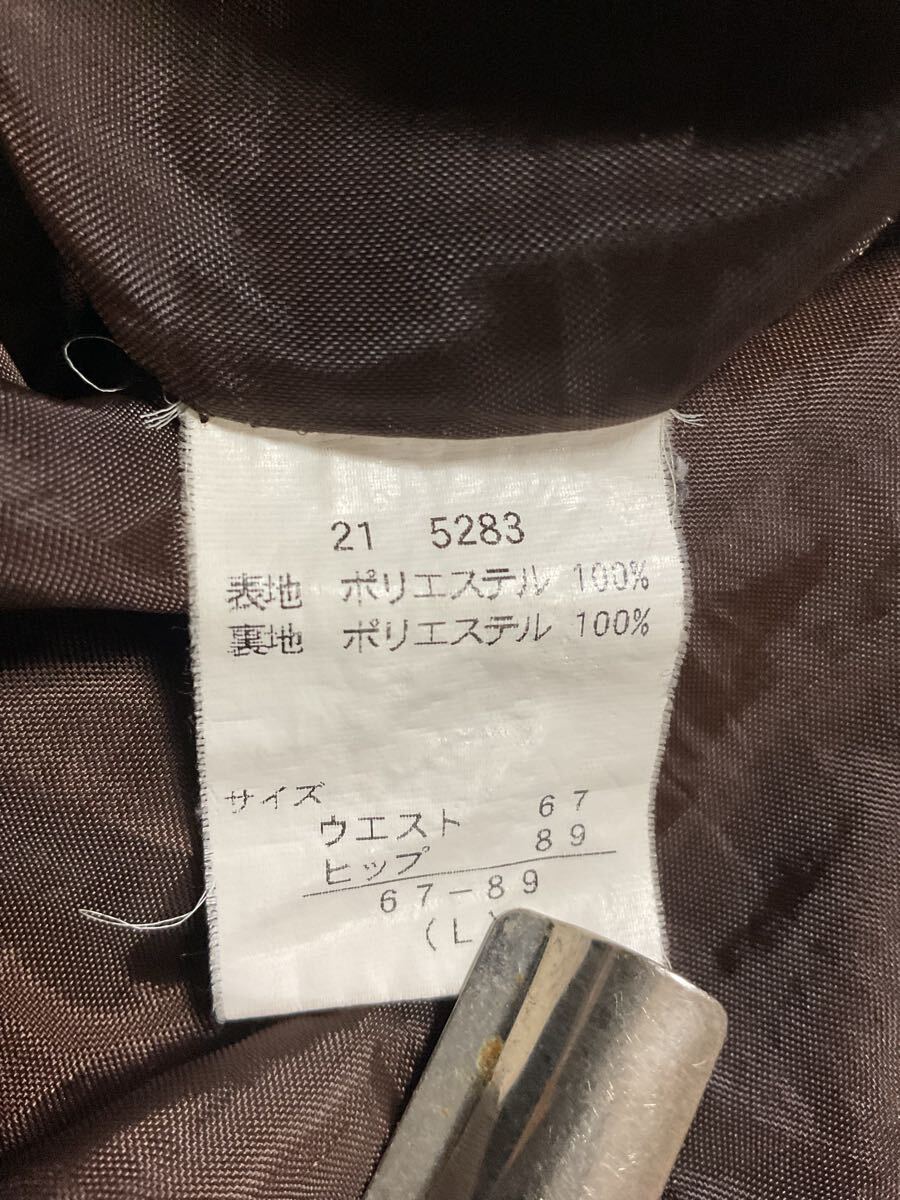 21 5283
表地 ポリエステル 100%
裏地 ポリエステル 100%
サイズ
ウエスト 67
ヒップ 89
67-89
(L)